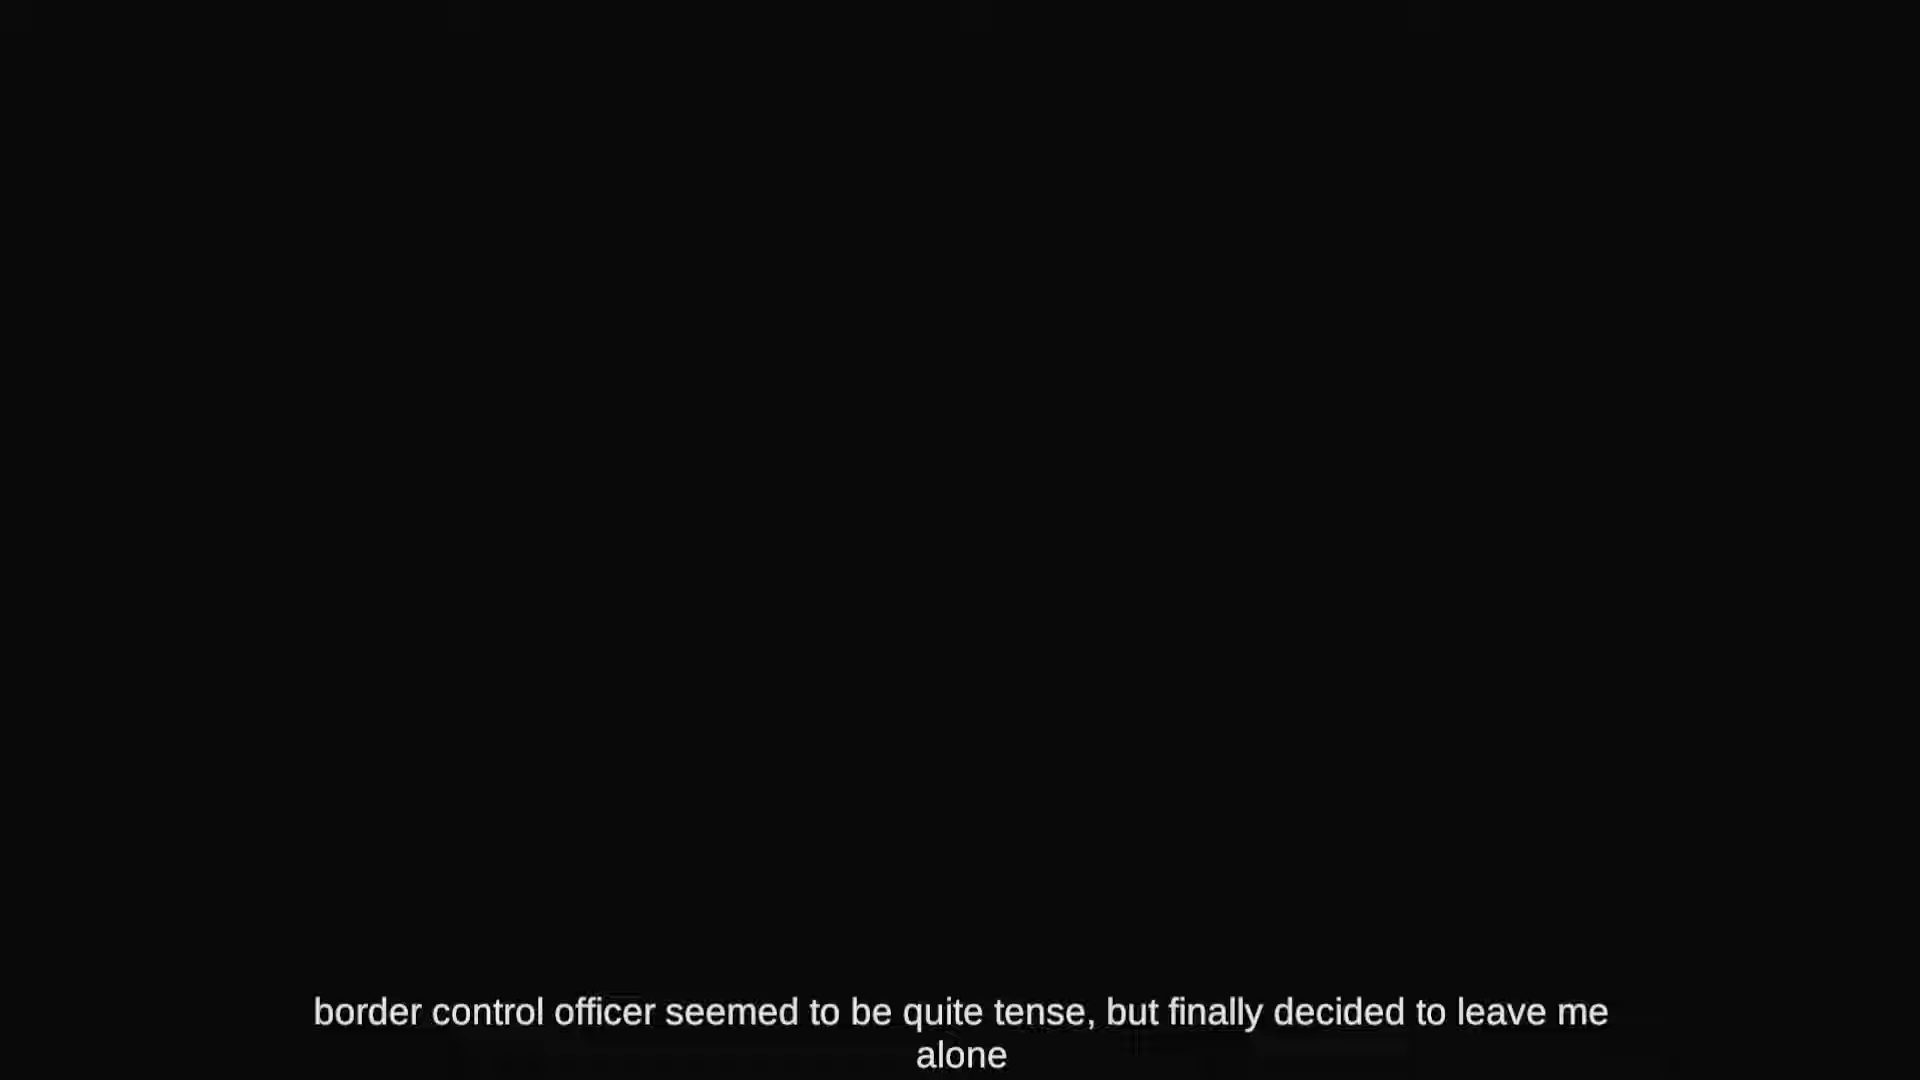 border control officer seemed to be quite tense, but finally decided to leave me
alone